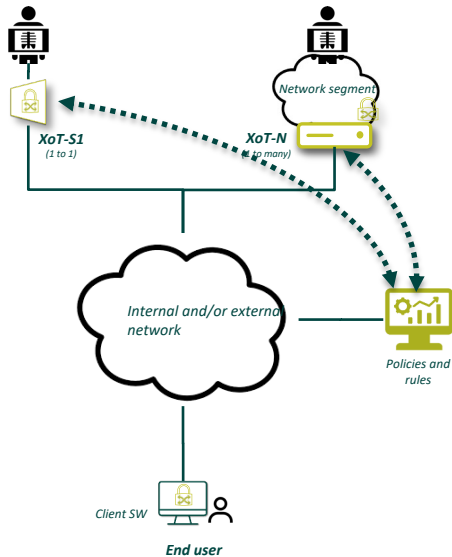 Network segment
XoT-S1
(1 to 1)
XoT-N
(1 to many)
Internal and/or external
network
Policies and
rules
Client SW
End user